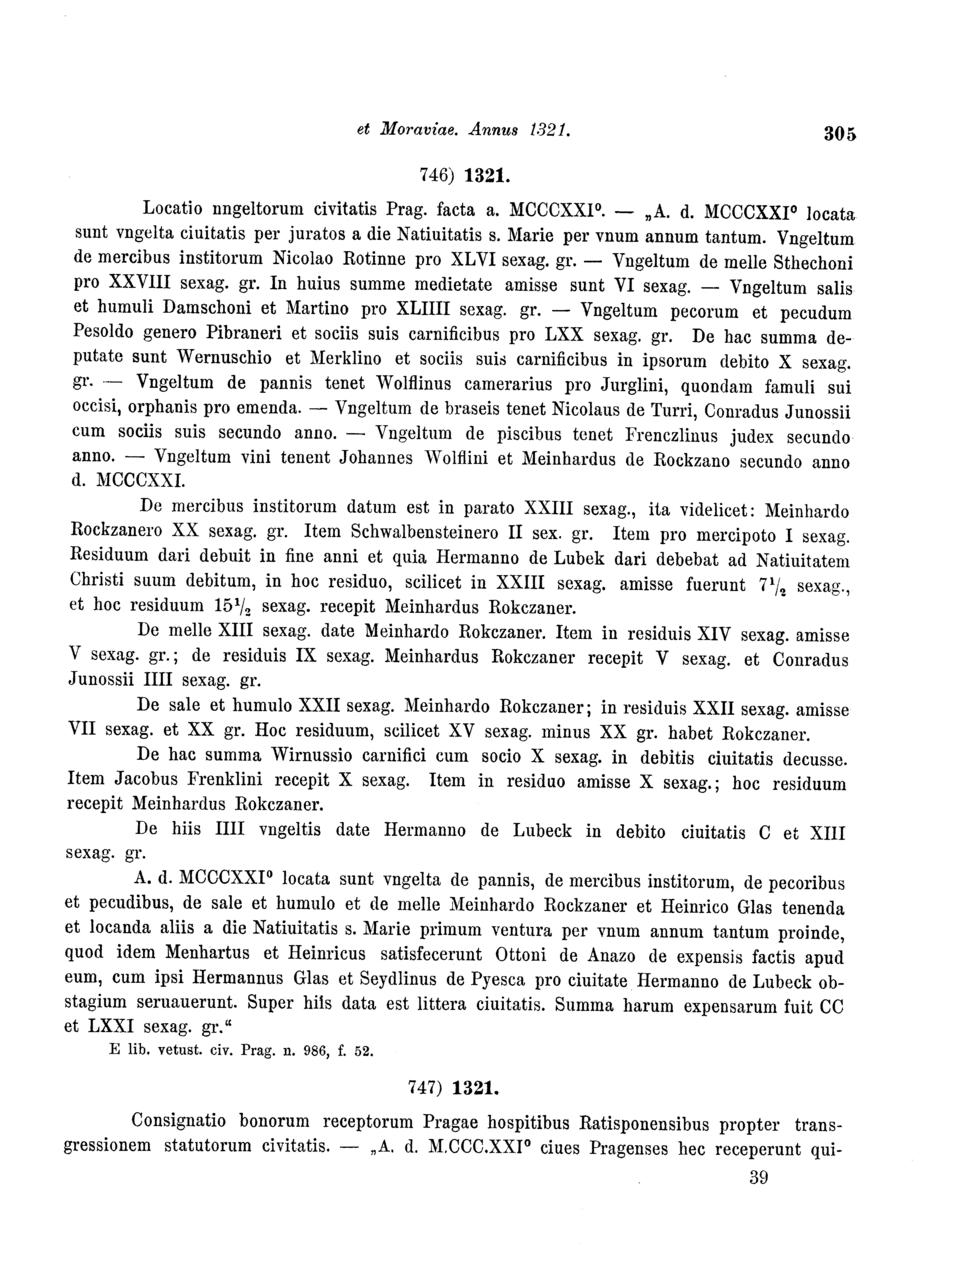 et Moraviae. Annus 1321.
305
746) 1321.
Locatio nngeltorum civitatis Prag. facta a. MCCCXXI⁰. — „A. d. MCCCXXI⁰ locata
sunt vngelta ciuitatis per juratos a die Natiuitatis s. Marie per vnum annum tantum. Vngeltum
de mercibus institorum Nicolao Rotinne pro XLVI sexag. gr. — Vngeltum de melle Sthechoni
pro XXVIII sexag. gr. In huius summe medietate amisse sunt VI sexag. — Vngeltum salis
et humuli Damschoni et Martino pro XLIIII sexag. gr. — Vngeltum pecorum et pecudum
Pesoldo genero Pibraneri et sociis suis carnificibus pro LXX sexag. gr. De hac summa de-
putate sunt Wernuschio et Merklino et sociis suis carnificibus in ipsorum debito X sexag.
gr. — Vngeltum de pannis tenet Wolflinus camerarius pro Jurglini, quondam famuli sui
occisi, orphanis pro emenda. — Vngeltum de braseis tenet Nicolaus de Turri, Conradus Junossii
cum sociis suis secundo anno. — Vngeltum de piscibus tenet Frenczlinus judex secundo
anno. — Vngeltum vini tenent Johannes Wolflini et Meinhardus de Rockzano secundo anno
d. MCCCXXI.
De mercibus institorum datum est in parato XXIII sexag., ita videlicet: Meinhardo
Rockzanero XX sexag. gr. Item Schwalbensteinero II sex. gr. Item pro mercipoto I sexag.
Residuum dari debuit in fine anni et quia Hermanno de Lubek dari debebat ad Natiuitatem
Christi suum debitum, in hoc residuo, scilicet in XXIII sexag. amisse fuerunt 7¹/₂ sexag.,
et hoc residuum 15¹/₂ sexag. recepit Meinhardus Rokczaner.
De melle XIII sexag. date Meinhardo Rokczaner. Item in residuis XIV sexag. amisse
V sexag. gr.; de residuis IX sexag. Meinhardus Rokczaner recepit V sexag. et Conradus
Junossii IIII sexag. gr.
De sale et humulo XXII sexag. Meinhardo Rokczaner; in residuis XXII sexag. amisse
VII sexag. et XX gr. Hoc residuum, scilicet XV sexag. minus XX gr. habet Rokczaner.
De hac summa Wirnussio carnifici cum socio X sexag. in debitis ciuitatis decusse.
Item Jacobus Frenklini recepit X sexag. Item in residuo amisse X sexag.; hoc residuum
recepit Meinhardus Rokczaner.
De hiis IIII vngeltis date Hermanno de Lubeck in debito ciuitatis C et XIII
sexag. gr.
A. d. MCCCXXI⁰ locata sunt vngelta de pannis, de mercibus institorum, de pecoribus
et pecudibus, de sale et humulo et de melle Meinhardo Rockzaner et Heinrico Glas tenenda
et locanda aliis a die Natiuitatis s. Marie primum ventura per vnum annum tantum proinde,
quod idem Menhartus et Heinricus satisfecerunt Ottoni de Anazo de expensis factis apud
eum, cum ipsi Hermannus Glas et Seydlinus de Pyesca pro ciuitate Hermanno de Lubeck ob-
stagium seruauerunt. Super hiis data est littera ciuitatis. Summa harum expensarum fuit CC
et LXXI sexag. gr.“
E lib. vetust. civ. Prag. n. 986, f. 52.
747) 1321.
Consignatio bonorum receptorum Pragae hospitibus Ratisponensibus propter trans-
gressionem statutorum civitatis. — „A. d. M.CCC.XXI⁰ ciues Pragenses hec receperunt qui-
39